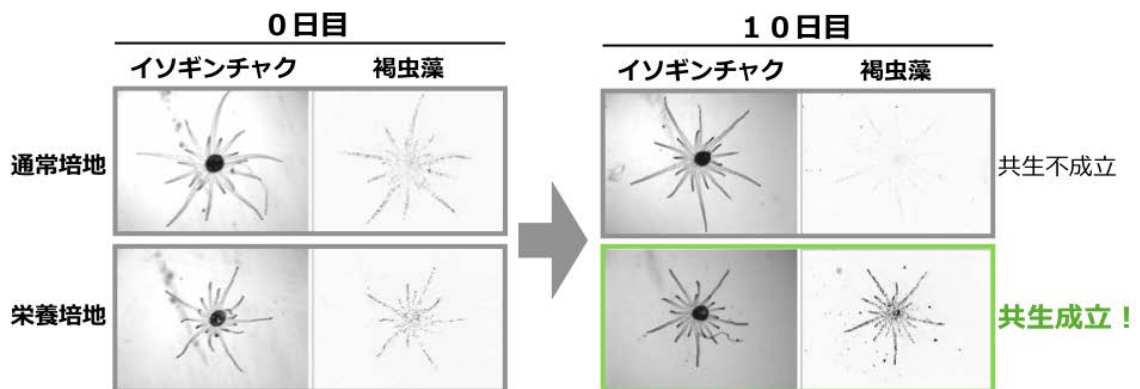 ０日目
イソギンチャク
褐虫藻
１０日目
イソギンチャク
褐虫藻
通常培地
共生不成立
栄養培地
共生成立！